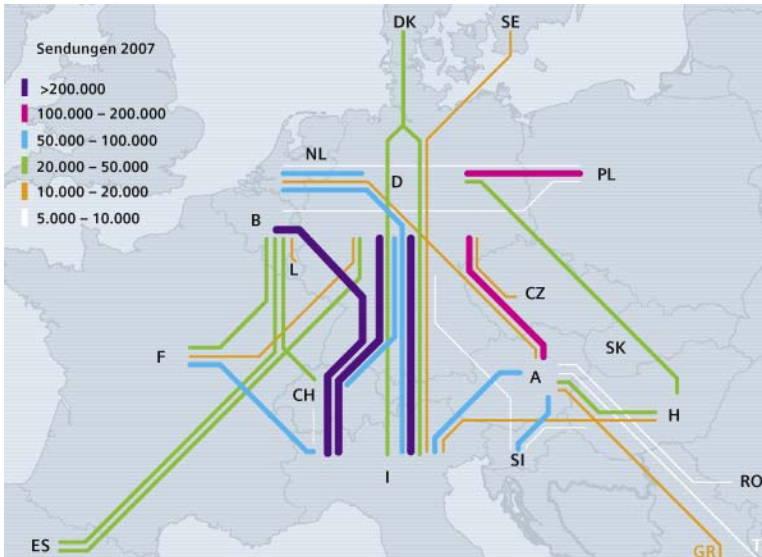 Sendungen 2007
>200.000
100.000 – 200.000
50.000 – 100.000
20.000 – 50.000
10.000 – 20.000
5.000 – 10.000
DK
SE
NL
D
PL
B
L
CZ
F
SK
CH
A
H
SI
I
RO
ES
GR
T